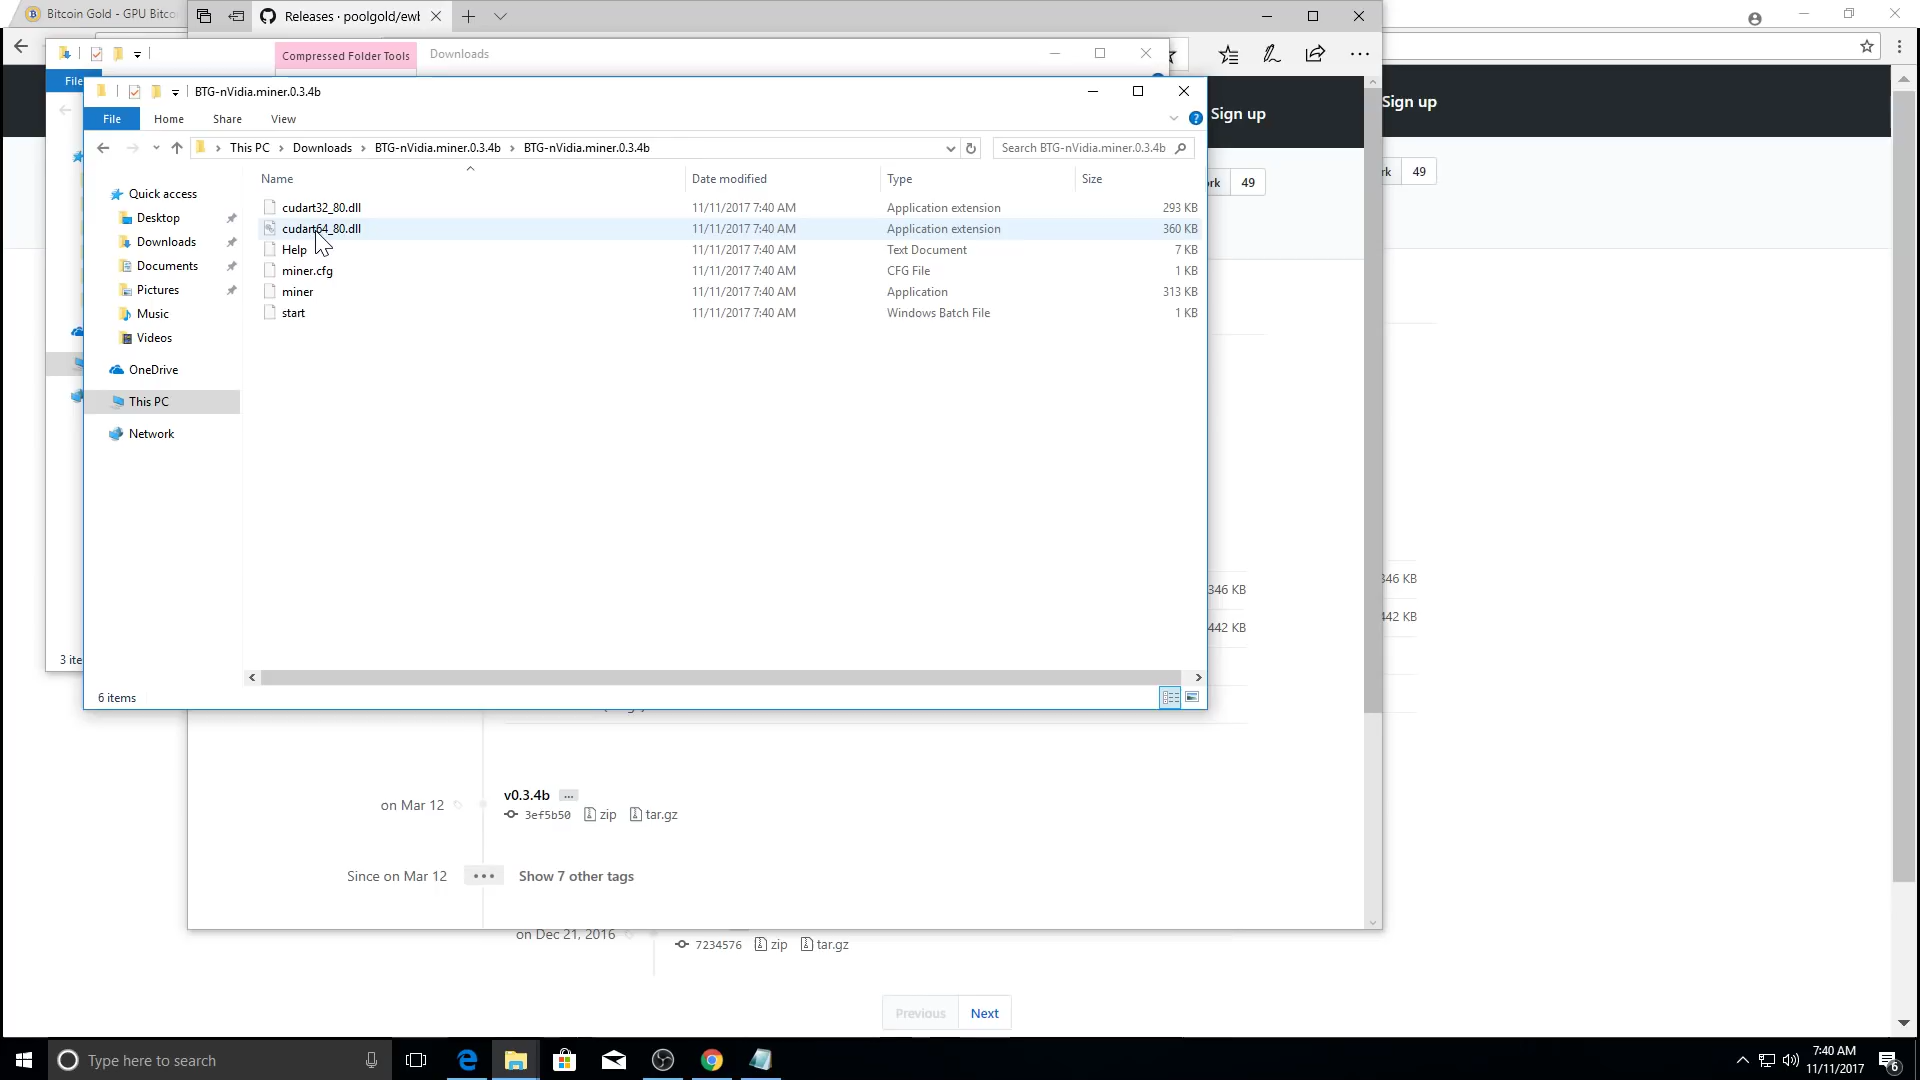 Bitcoin Gold - GPU Bitco
Releases · poolgold/ewb
Compressed Folder Tools
Downloads
File
BTG-nVidia.miner.0.3.4b
File
Home
Share
View
Sign up
Sign up
This PC
Downloads
BTG-nVidia.miner.0.3.4b
BTG-nVidia.miner.0.3.4b
Search BTG-nVidia.miner.0.3.4b
Name
Date modified
Type
Size
rk
49
rk
49
Quick access
Desktop
Downloads
Documents
Pictures
Music
Videos
OneDrive
This PC
Network
cudart32_80.dll 11/11/2017 7:40 AM Application extension 293 KB
cudart64_80.dll 11/11/2017 7:40 AM Application extension 360 KB
Help 11/11/2017 7:40 AM Text Document 7 KB
miner.cfg 11/11/2017 7:40 AM CFG File 1 KB
miner 11/11/2017 7:40 AM Application 313 KB
start 11/11/2017 7:40 AM Windows Batch File 1 KB
346 KB
442 KB
346 KB
442 KB
3 ite
6 items
on Mar 12
v0.3.4b ...
3ef5b50 zip tar.gz
Since on Mar 12
Show 7 other tags
on Dec 21, 2016
7234576 zip tar.gz
Previous
Next
Type here to search
7:40 AM
11/11/2017
6